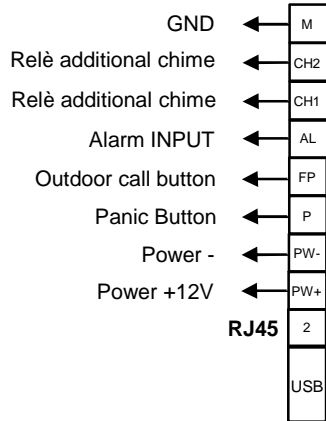 GND M
Relè additional chime CH2
Relè additional chime CH1
Alarm INPUT AL
Outdoor call button FP
Panic Button P
Power - PW-
Power +12V PW+
RJ45 2
USB